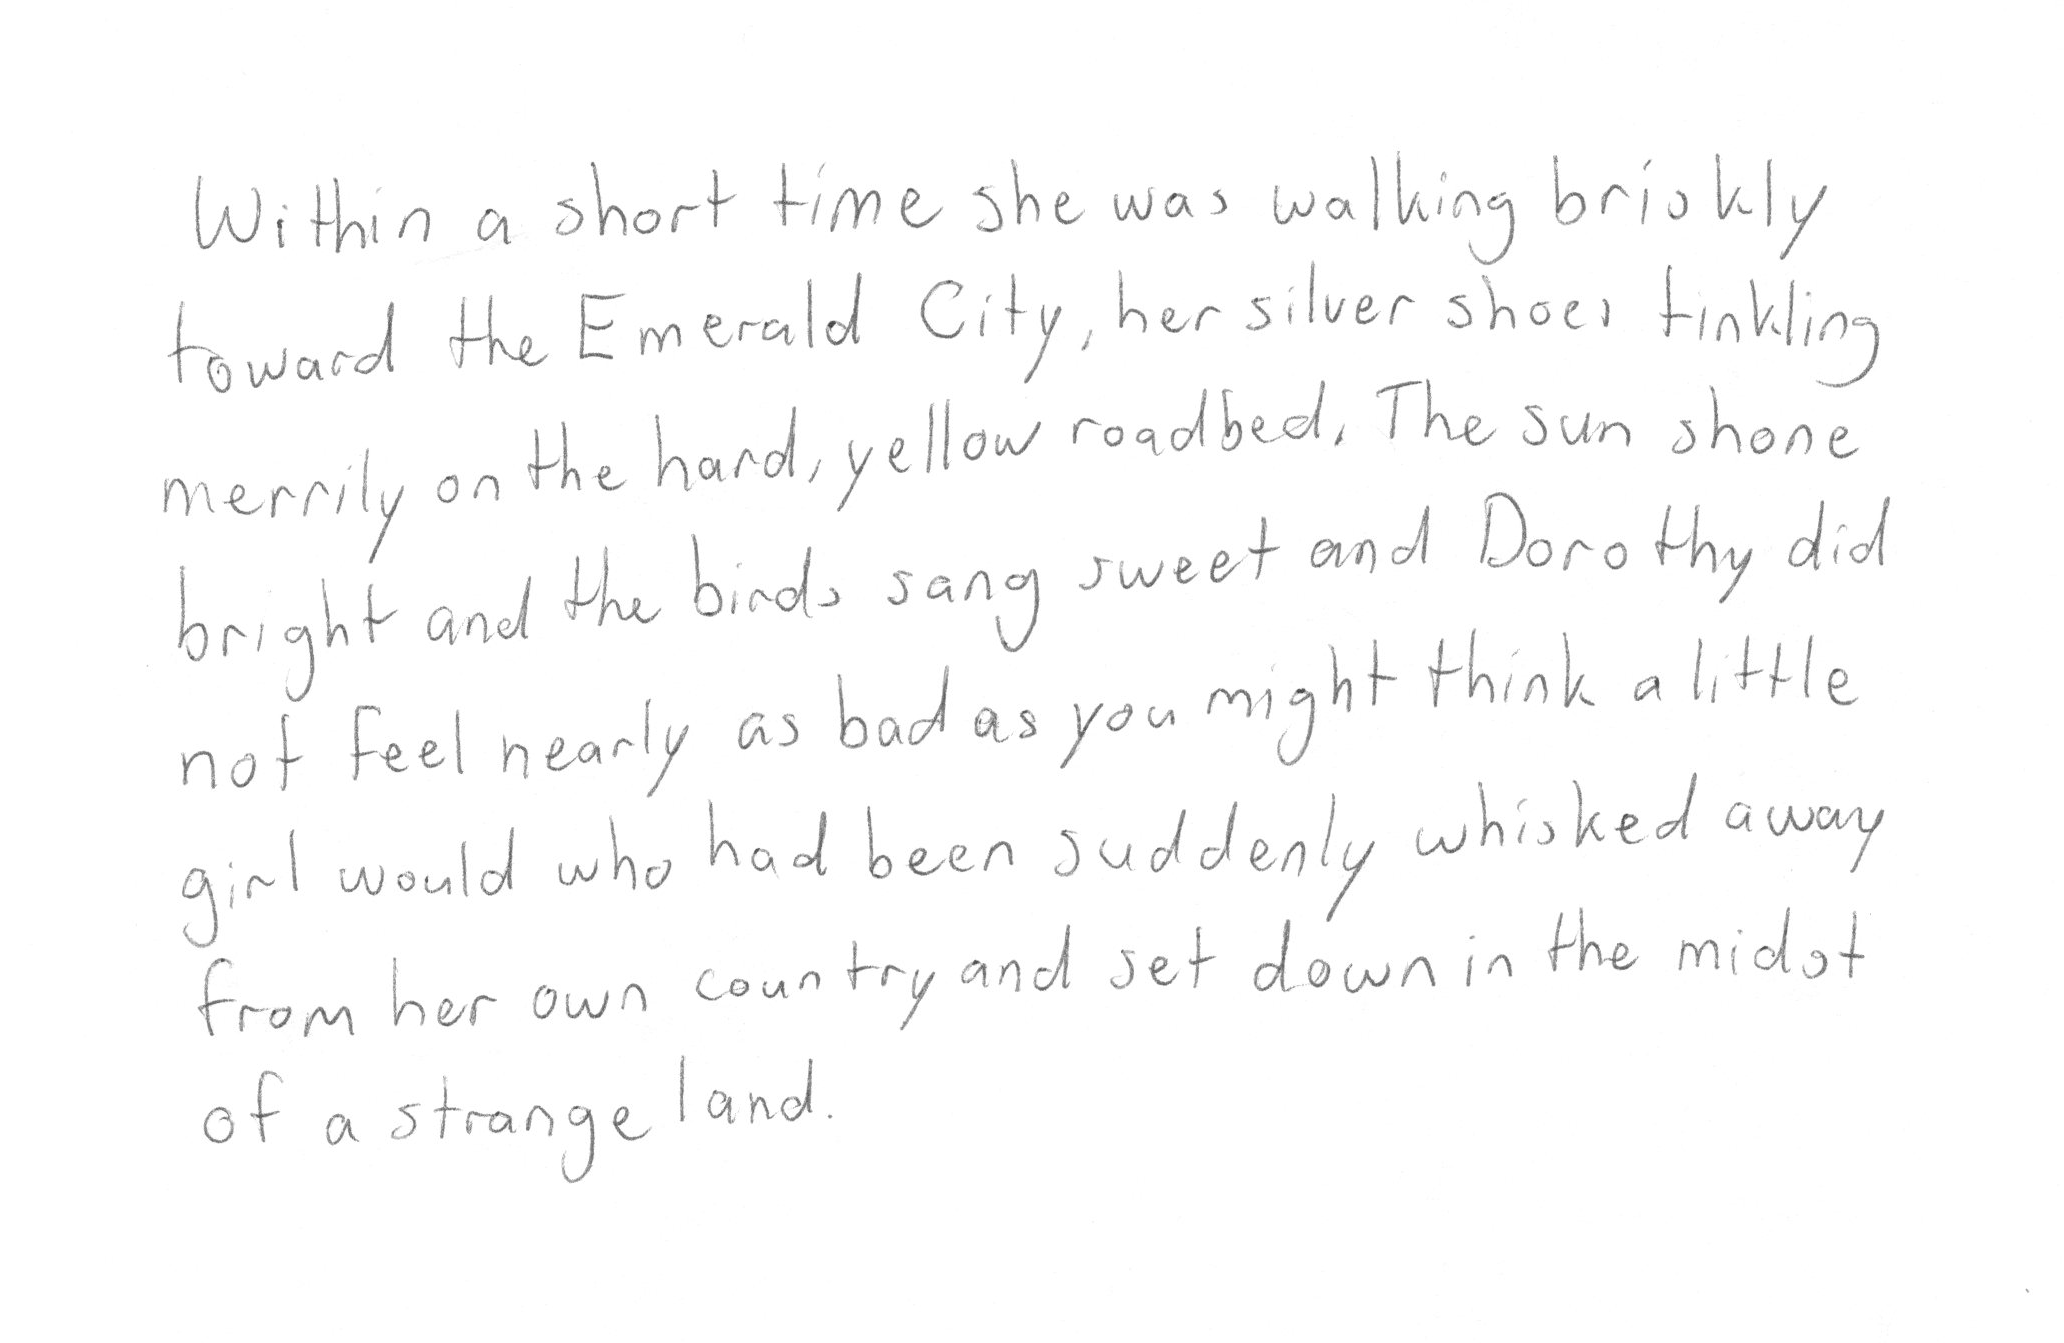 Within a short time she was walking briskly
toward the Emerald City, her silver shoes tinkling
merrily on the hard, yellow roadbed. The sun shone
bright and the birds sang sweet and Dorothy did
not feel nearly as bad as you might think a little
girl would who had been suddenly whisked away
from her own country and set down in the midst
of a strange land.